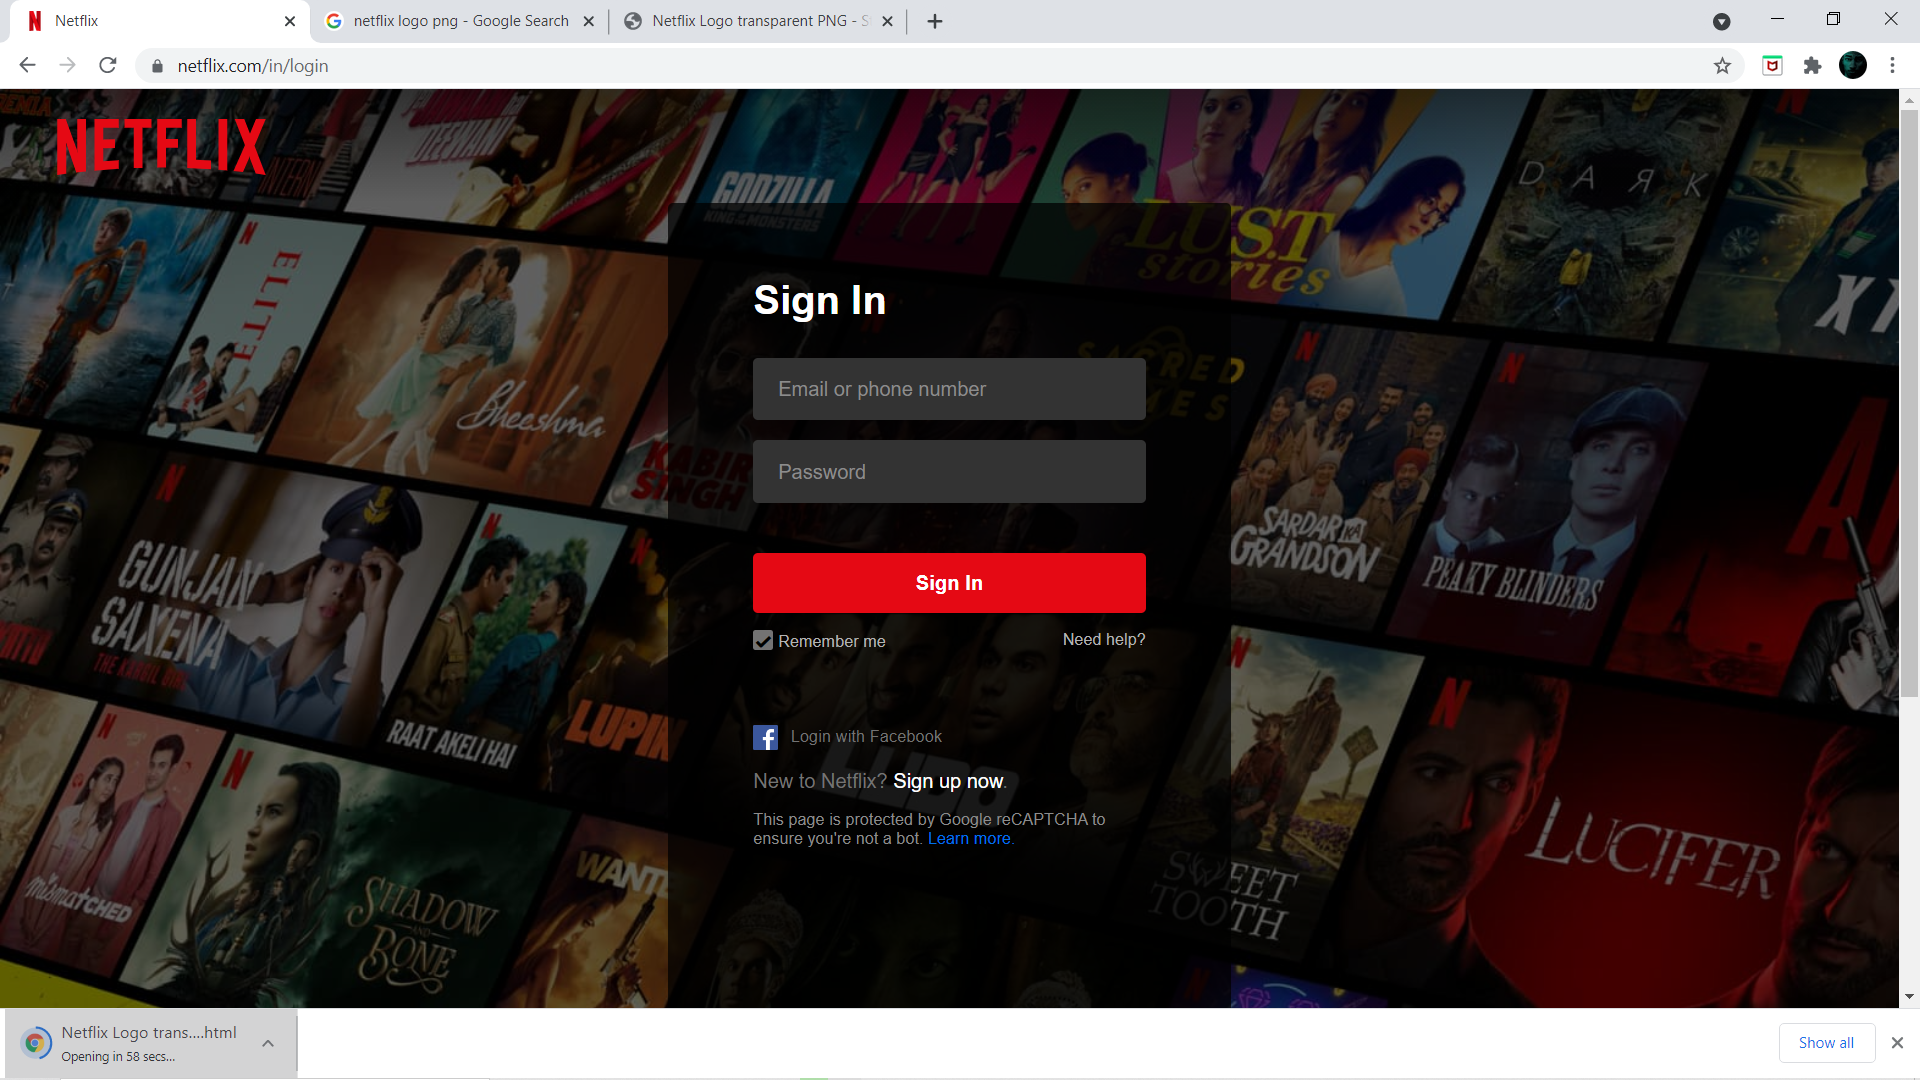 Netflix
netflix logo png - Google Search
Netflix Logo transparent PNG - S
netflix.com/in/login
NETFLIX
INTERN
GODZILLA
KING OF THE MONSTERS
LUST
stories
DARK
ELITE
Bheeshma
KABIR
SINGH
SACRED
GAMES
SARDAR KA
GRANDSON
PEAKY BLINDERS
GUNJAN
SAXENA
THE KARGIL GIRL
RAAT AKELI HAI
LUPIN
LUDO
Mismatched
SHADOW
AND
BONE
WANT
SWEET
TOOTH
LUCIFER
Sign In
Email or phone number
Password
Sign In
Remember me
Need help?
Login with Facebook
New to Netflix? Sign up now.
This page is protected by Google reCAPTCHA to
ensure you're not a bot. Learn more.
Netflix Logo trans....html
Opening in 58 secs...
Show all